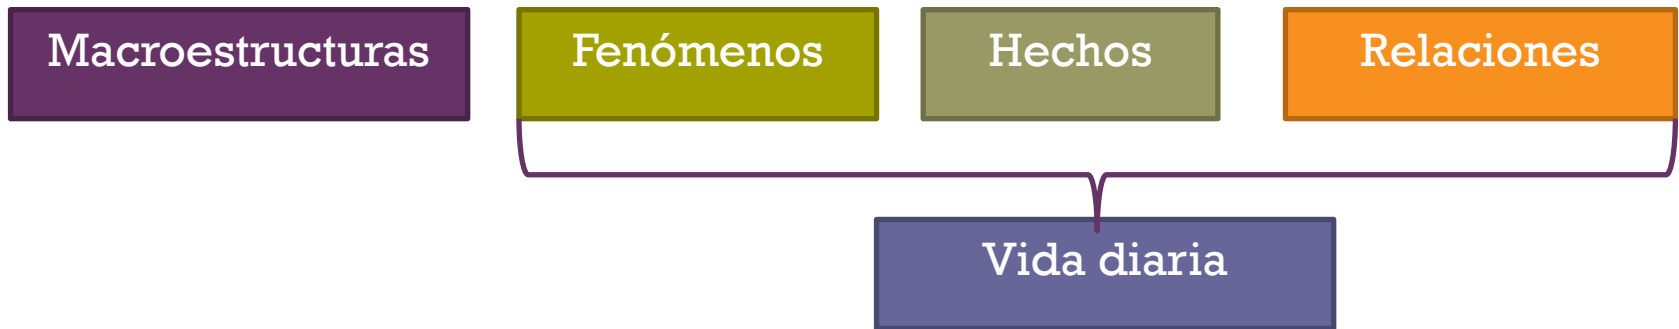 Macroestructuras
Fenómenos
Hechos
Relaciones
Vida diaria